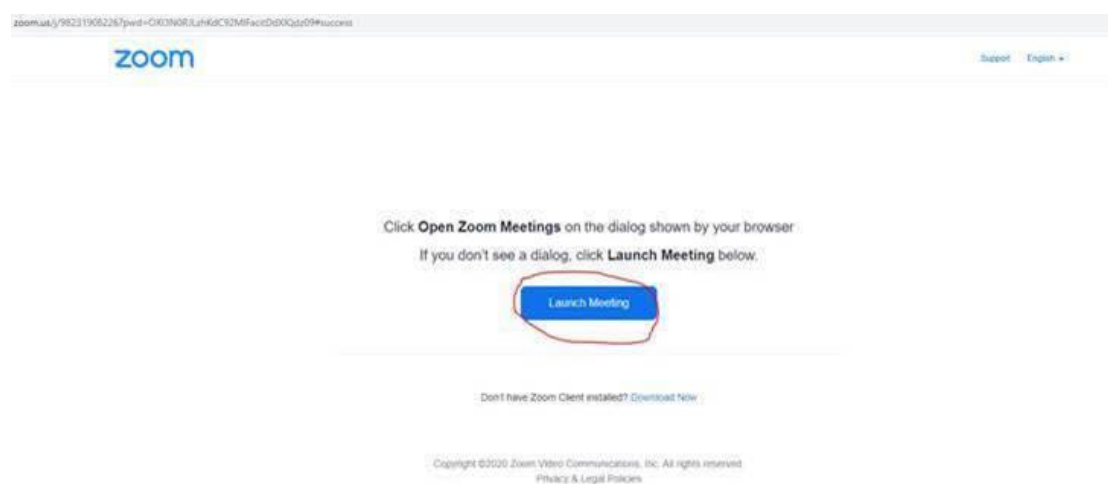 zoom
Support English
Click Open Zoom Meetings on the dialog shown by your browser
If you don't see a dialog, click Launch Meeting below.
Launch Meeting
Don't have Zoom Client installed? Download Now
Copyright ©2020 Zoom Video Communications, Inc. All rights reserved
Privacy & Legal Policies